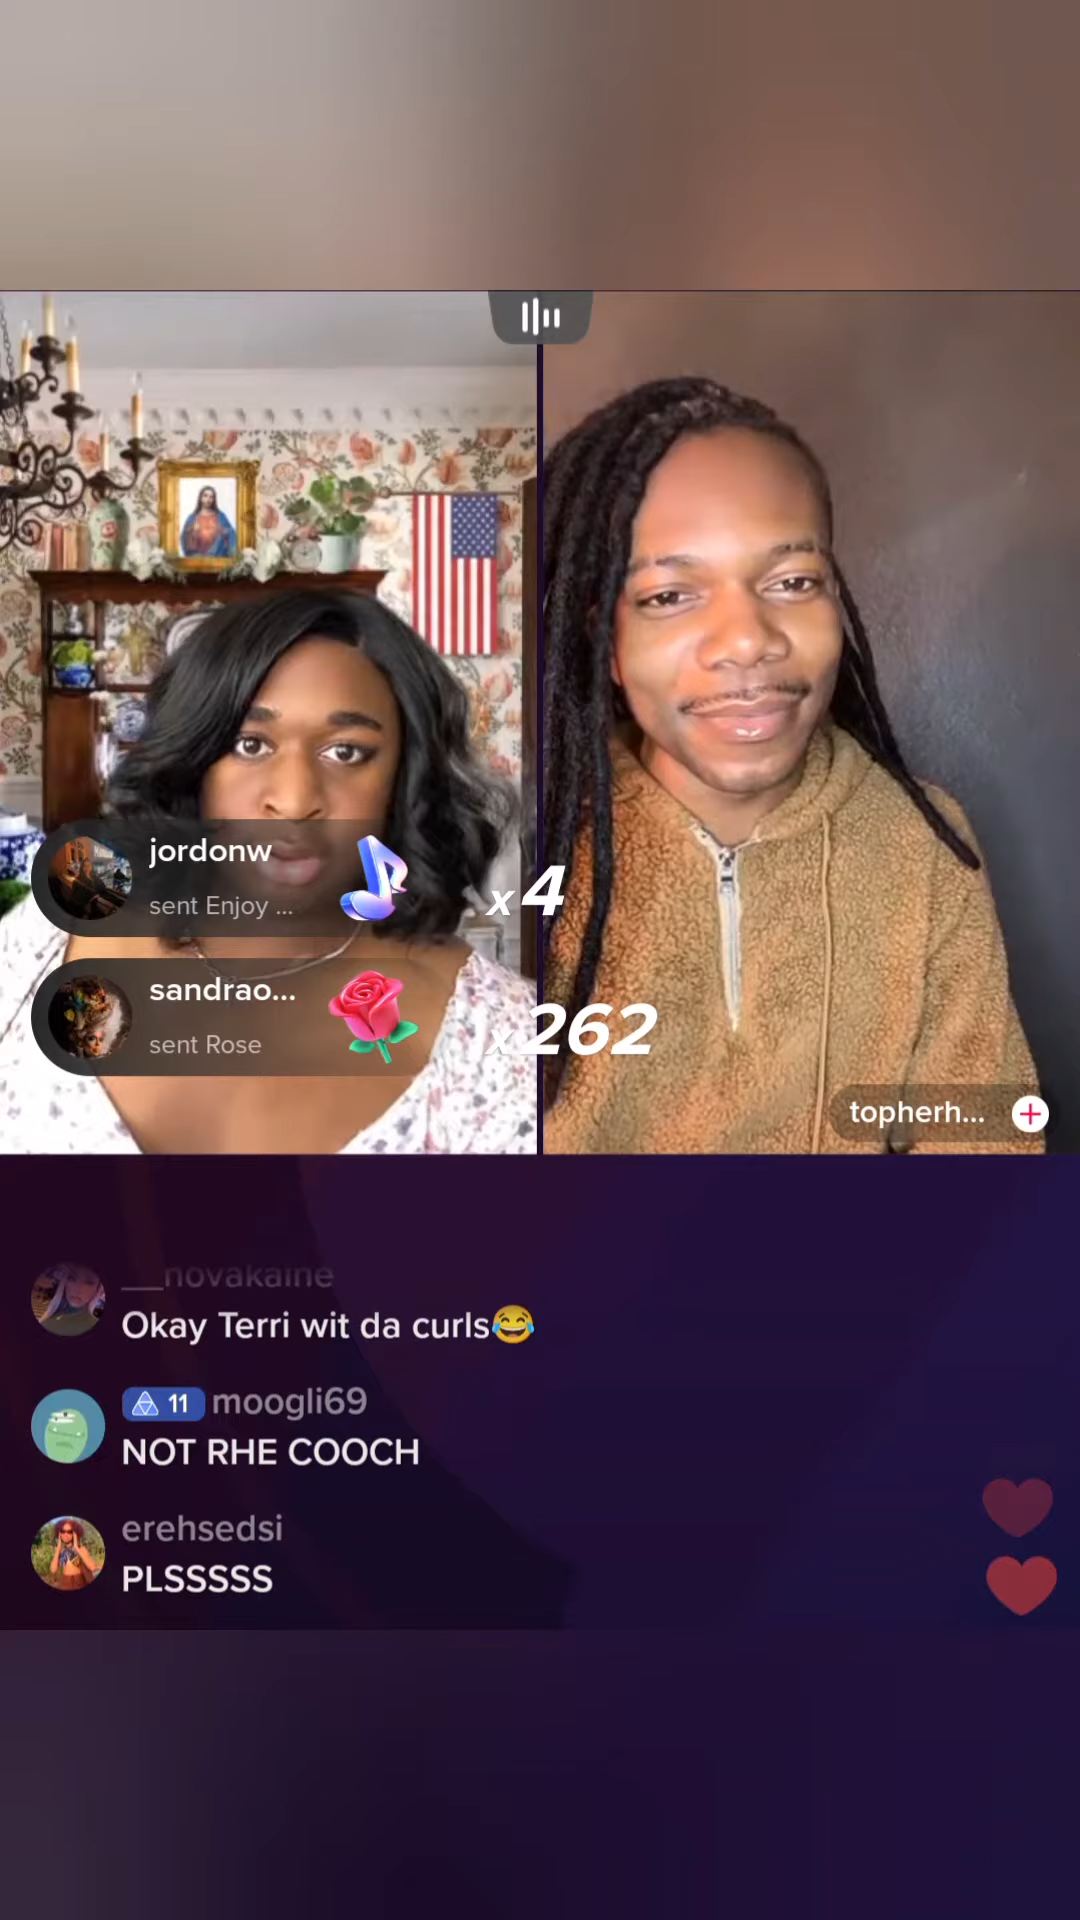 jordonw
sent Enjoy ...
x4
sandrao...
sent Rose
x262
topherh...
__novakaine
Okay Terri wit da curls😂
11 moogli69
NOT RHE COOCH
erehsedsi
PLSSSSS